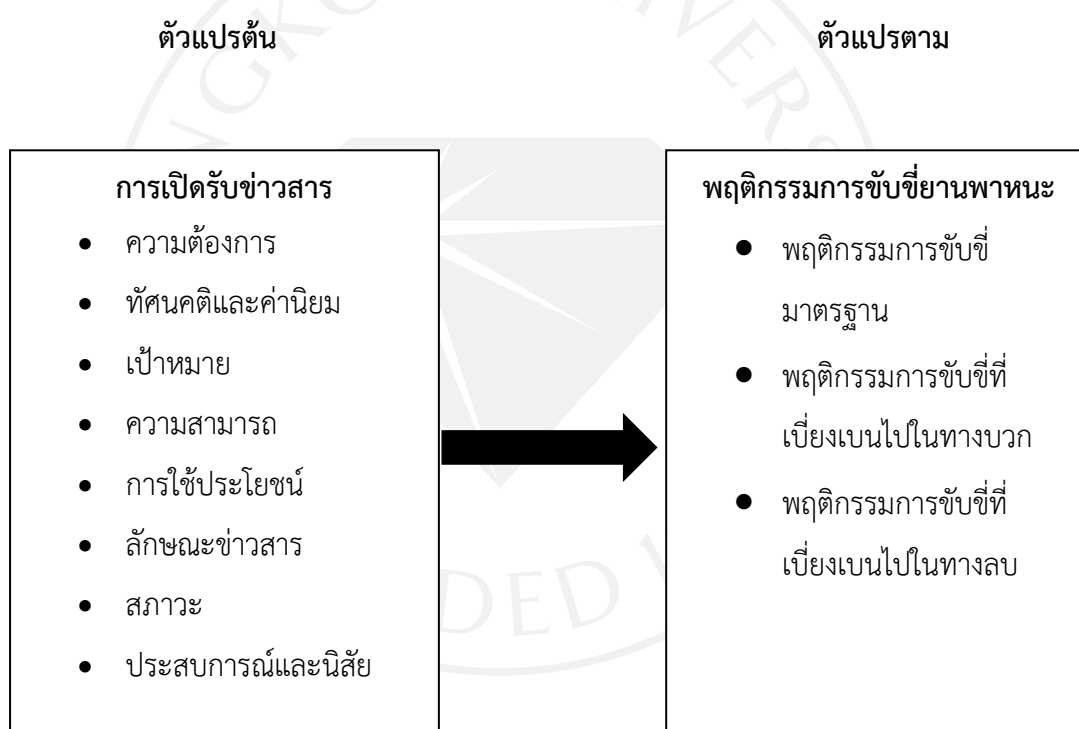 ตัวแปรต้น
ตัวแปรตาม
การเปิดรับข่าวสาร
• ความต้องการ
• ทัศนคติและค่านิยม
• เป้าหมาย
• ความสามารถ
• การใช้ประโยชน์
• ลักษณะข่าวสาร
• สภาวะ
• ประสบการณ์และนิสัย
พฤติกรรมการขับขี่ยานพาหนะ
• พฤติกรรมการขับขี่
มาตรฐาน
• พฤติกรรมการขับขี่ที่
เบี่ยงเบนไปในทางบวก
• พฤติกรรมการขับขี่ที่
เบี่ยงเบนไปในทางลบ